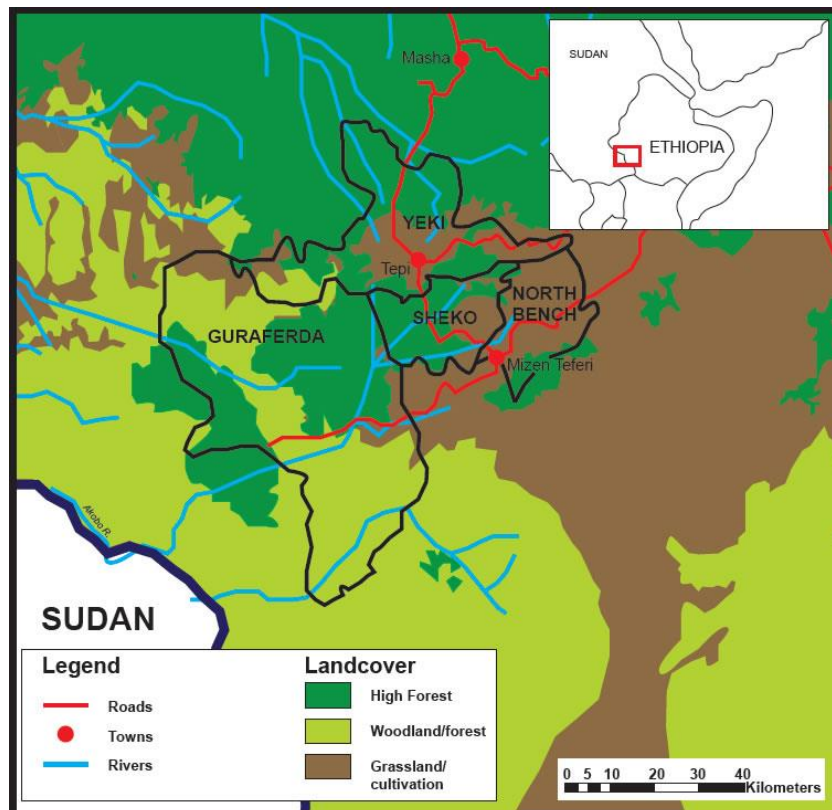 Masha
SUDAN
ETHIOPIA
YEKI
Tepi
NORTH
BENCH
SHEKO
GURAFERDA
Mizen Teferi
Akobo R.
SUDAN
Legend
Roads
Towns
Rivers
Landcover
High Forest
Woodland/forest
Grassland/
cultivation
0 5 10 20 30 40
Kilometers